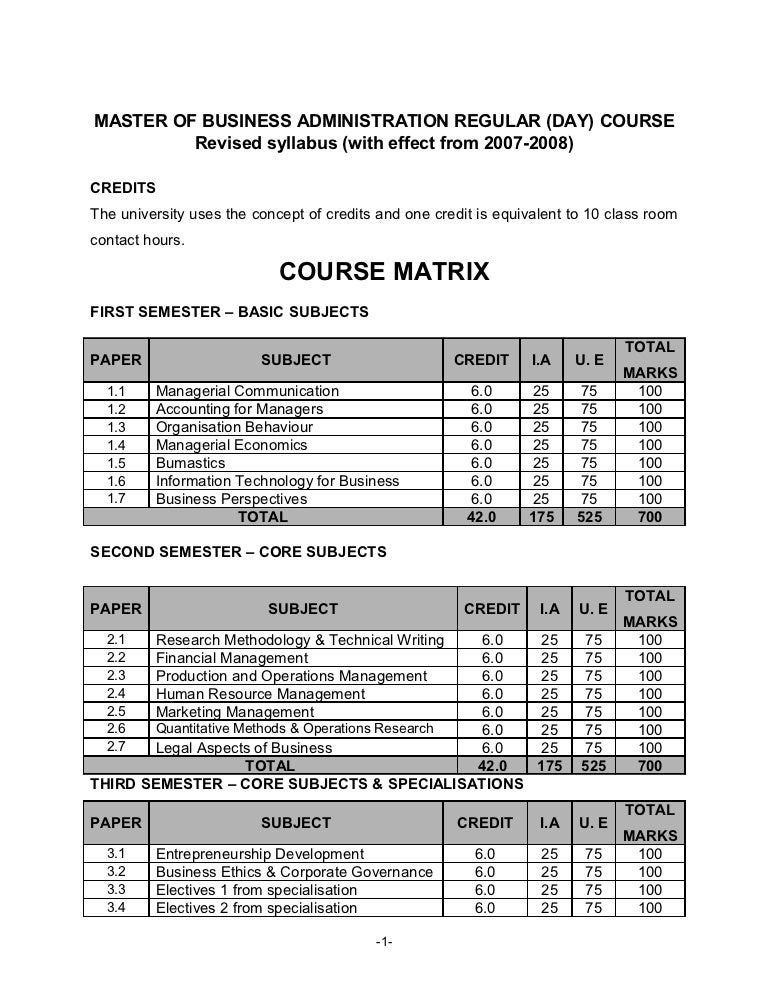 MASTER OF BUSINESS ADMINISTRATION REGULAR (DAY) COURSE
Revised syllabus (with effect from 2007-2008)
CREDITS
The university uses the concept of credits and one credit is equivalent to 10 class room
contact hours.
COURSE MATRIX
FIRST SEMESTER – BASIC SUBJECTS
PAPER SUBJECT CREDIT I.A U. E TOTAL MARKS
1.1 Managerial Communication 6.0 25 75 100
1.2 Accounting for Managers 6.0 25 75 100
1.3 Organisation Behaviour 6.0 25 75 100
1.4 Managerial Economics 6.0 25 75 100
1.5 Bumastics 6.0 25 75 100
1.6 Information Technology for Business 6.0 25 75 100
1.7 Business Perspectives 6.0 25 75 100
TOTAL 42.0 175 525 700
SECOND SEMESTER – CORE SUBJECTS
PAPER SUBJECT CREDIT I.A U. E TOTAL MARKS
2.1 Research Methodology & Technical Writing 6.0 25 75 100
2.2 Financial Management 6.0 25 75 100
2.3 Production and Operations Management 6.0 25 75 100
2.4 Human Resource Management 6.0 25 75 100
2.5 Marketing Management 6.0 25 75 100
2.6 Quantitative Methods & Operations Research 6.0 25 75 100
2.7 Legal Aspects of Business 6.0 25 75 100
TOTAL 42.0 175 525 700
THIRD SEMESTER – CORE SUBJECTS & SPECIALISATIONS
PAPER SUBJECT CREDIT I.A U. E TOTAL MARKS
3.1 Entrepreneurship Development 6.0 25 75 100
3.2 Business Ethics & Corporate Governance 6.0 25 75 100
3.3 Electives 1 from specialisation 6.0 25 75 100
3.4 Electives 2 from specialisation 6.0 25 75 100
-1-